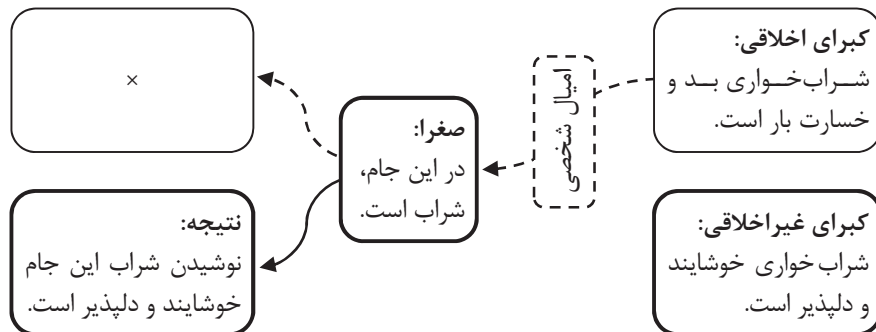 کبرای اخلاقی:
شراب‌خواری بد و
خسارت بار است.
امیال شخصی
صغرا:
در این جام،
شراب است.
×
کبرای غیراخلاقی:
شراب‌خواری خوشایند
و دلپذیر است.
نتیجه:
نوشیدن شراب این جام
خوشایند و دلپذیر است.